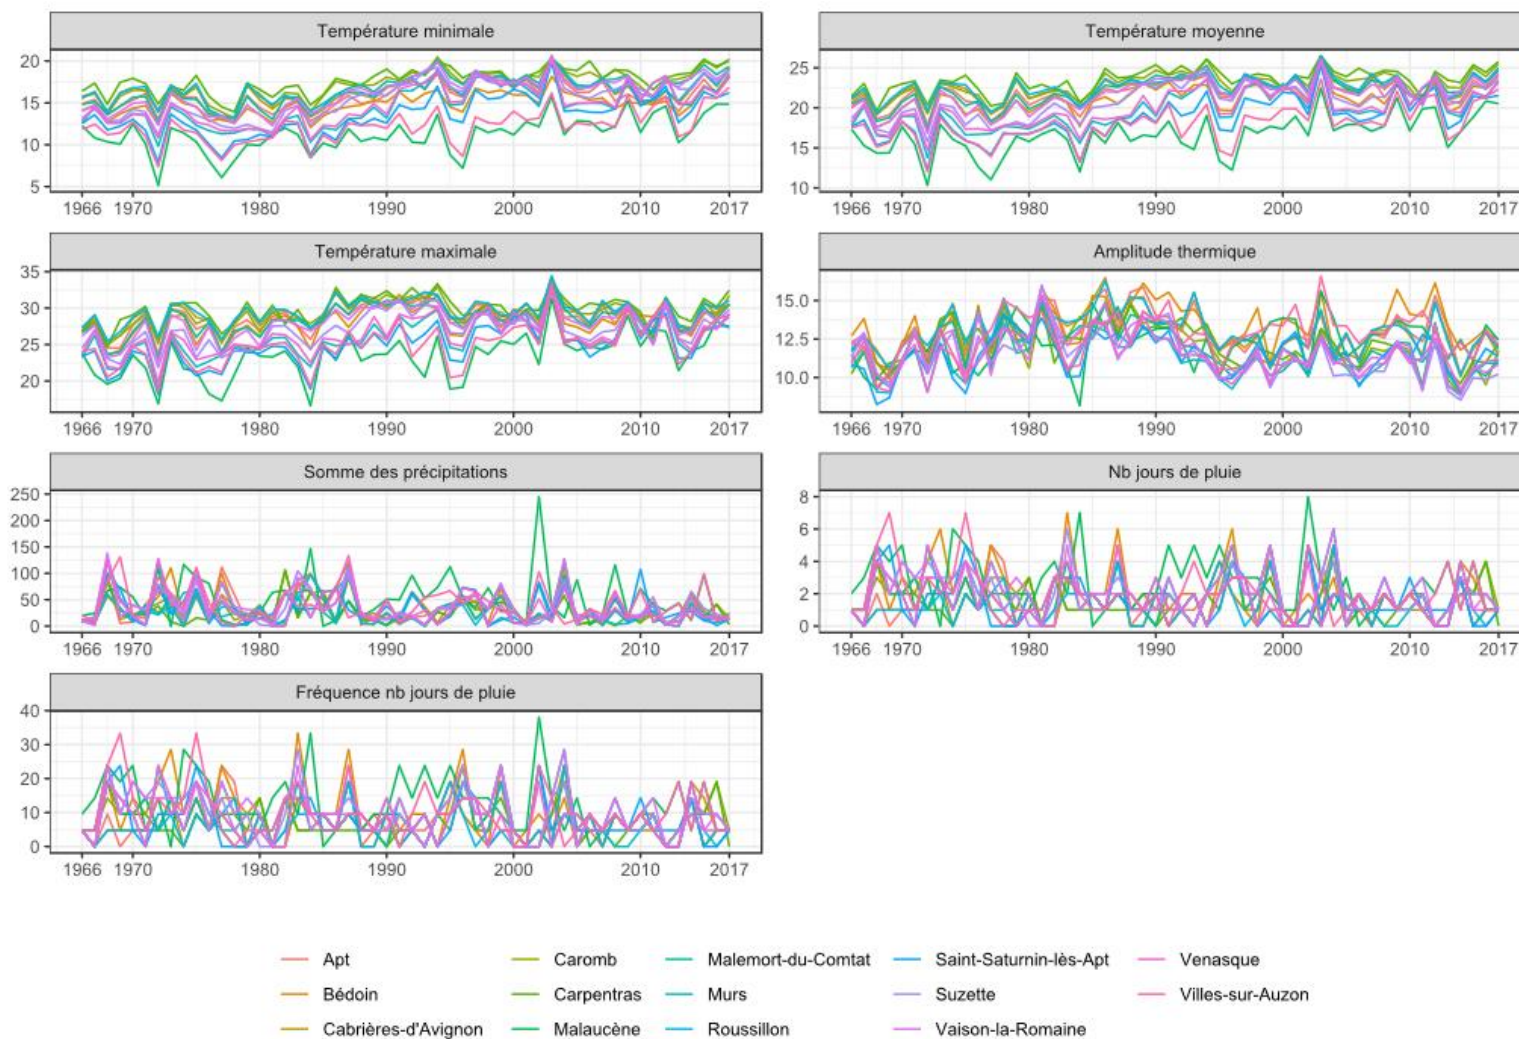 Température minimale
20
15
10
5
1966 1970 1980 1990 2000 2010 2017
Température moyenne
25
20
15
10
1966 1970 1980 1990 2000 2010 2017
Température maximale
35
30
25
20
1966 1970 1980 1990 2000 2010 2017
Amplitude thermique
15.0
12.5
10.0
1966 1970 1980 1990 2000 2010 2017
Somme des précipitations
250
200
150
100
50
0
1966 1970 1980 1990 2000 2010 2017
Nb jours de pluie
8
6
4
2
0
1966 1970 1980 1990 2000 2010 2017
Fréquence nb jours de pluie
40
30
20
10
0
1966 1970 1980 1990 2000 2010 2017
Apt Caromb Malemort-du-Comtat Saint-Saturnin-lès-Apt Venasque
Bédoin Carpentras Murs Suzette Villes-sur-Auzon
Cabrières-d'Avignon Malaucène Roussillon Vaison-la-Romaine